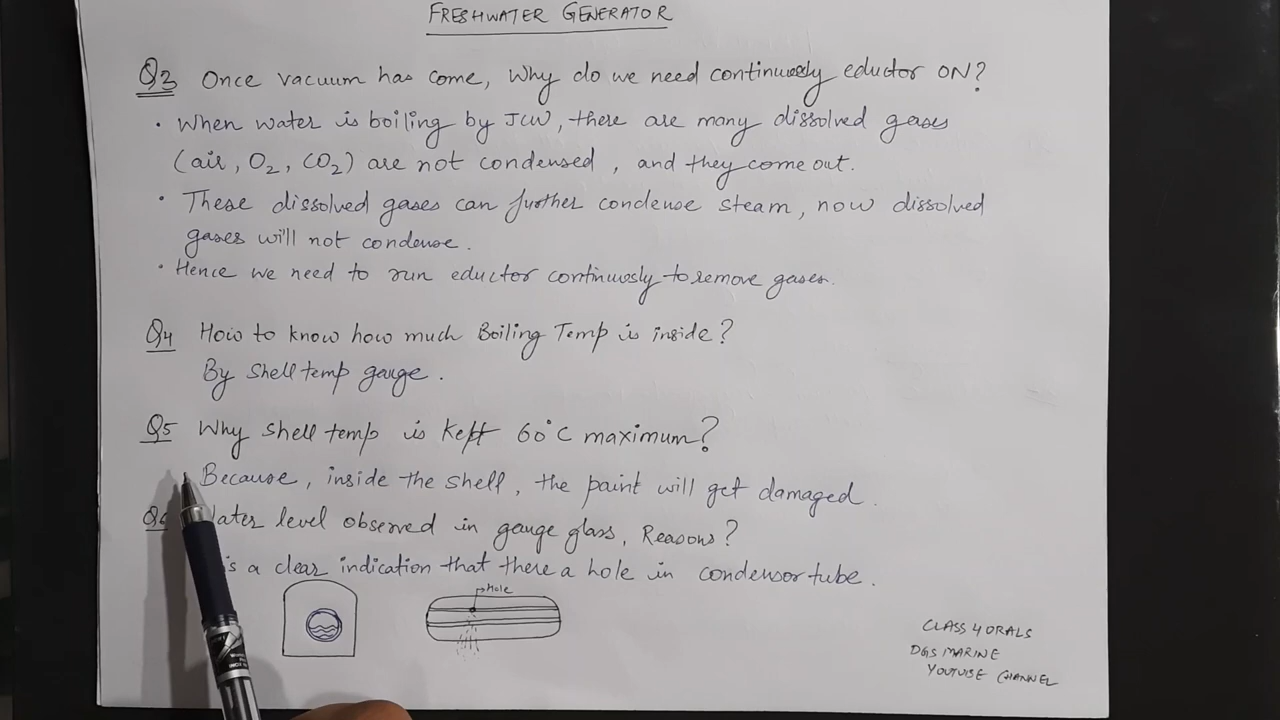 FRESHWATER GENERATOR
Q3 Once vacuum has come, Why do we need continuously eductor ON?
• When water is boiling by JCW, there are many dissolved gases
(air, O2, CO2) are not condensed, and they come out.
• These dissolved gases can further condense steam, now dissolved
gases will not condense.
• Hence we need to run eductor continuosly to remove gases.
Q4 How to know how much Boiling Temp is inside?
By Shell temp gauge.
Q5 Why shell temp is kept 60°C maximum?
Because, inside the shell, the paint will get damaged.
level observed in gauge glass, Reasons?
a clear indication that there a hole in condensor tube.
hole
CLASS 4 ORALS
DGS MARINE
YOUTUBE CHANNEL